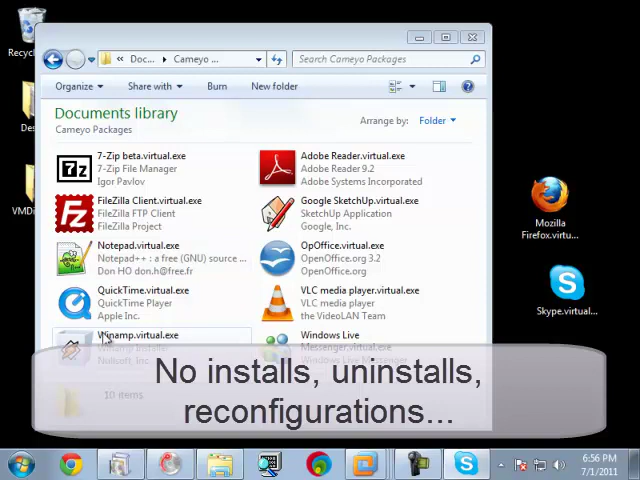 Recyc
Des
VMDi
Doc...
Cameyo ...
Search Cameyo Packages
Organize
Share with
Burn
New folder
Documents library
Cameyo Packages
Arrange by:
Folder
7-Zip beta.virtual.exe
7-Zip File Manager
Igor Pavlov
Adobe Reader.virtual.exe
Adobe Reader 9.2
Adobe Systems Incorporated
FileZilla Client.virtual.exe
FileZilla FTP Client
FileZilla Project
Google SketchUp.virtual.exe
SketchUp Application
Google, Inc.
Notepad.virtual.exe
Notepad++ : a free (GNU) source ...
Don HO don.h@free.fr
OpOffice.virtual.exe
OpenOffice.org 3.2
OpenOffice.org
QuickTime.virtual.exe
QuickTime Player
Apple Inc.
VLC media player.virtual.exe
VLC media player
the VideoLAN Team
Winamp.virtual.exe
Winamp Installer
Nullsoft, Inc.
Windows Live
Messenger.virtual.exe
Windows Live Messenger
10 items
Mozilla
Firefox.virtu...
Skype.virtual...
No installs, uninstalls,
reconfigurations...
6:56 PM
7/1/2011